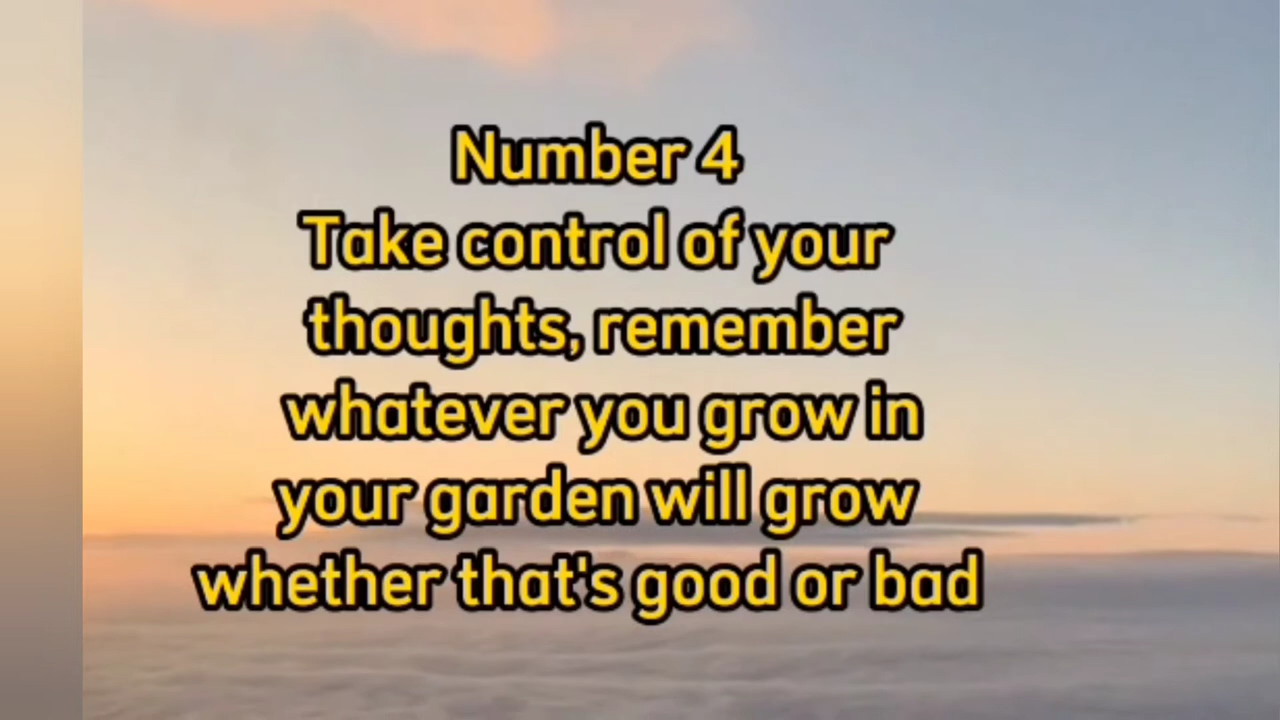 Number 4
Take control of your
thoughts, remember
whatever you grow in
your garden will grow
whether that's good or bad